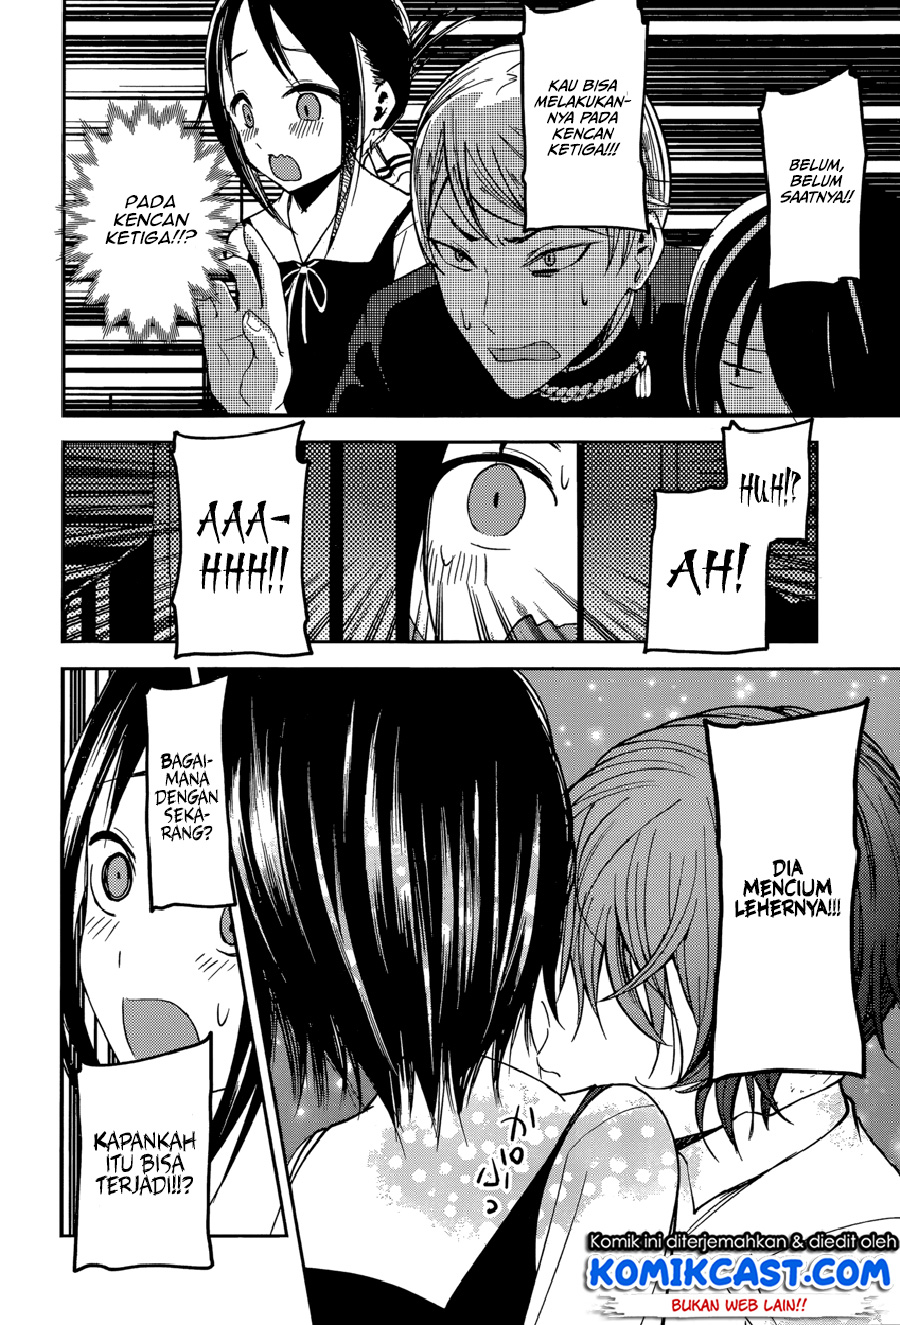 BELUM,
BELUM
SAATNYA!!
KAU BISA
MELAKUKAN-
NYA PADA
KENCAN
KETIGA!!!
PADA
KENCAN
KETIGA!!!?
HUH!?
AH!
AAA-
HHH!!
DIA
MENCIUM
LEHERNYA!!!
BAGAI-
MANA
DENGAN
SEKA-
RANG?
KAPANKAH
ITU BISA
TERJADI!!!?
Komik ini diterjemahkan & diedit oleh
KOMIKCAST.COM
BUKAN WEB LAIN!!